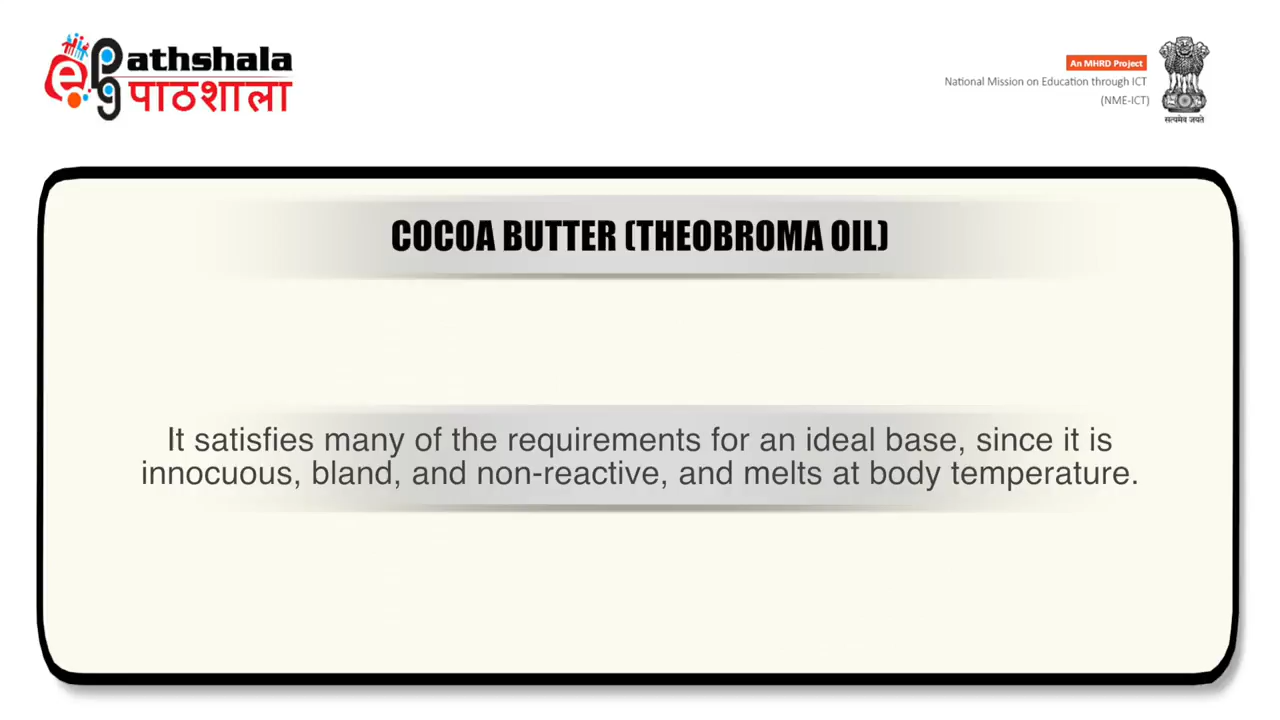 e pg athshala
पाठशाला
An MHRD Project
National Mission on Education through ICT
(NME-ICT)
सत्यमेव जयते
COCOA BUTTER (THEOBROMA OIL)
It satisfies many of the requirements for an ideal base, since it is
innocuous, bland, and non-reactive, and melts at body temperature.